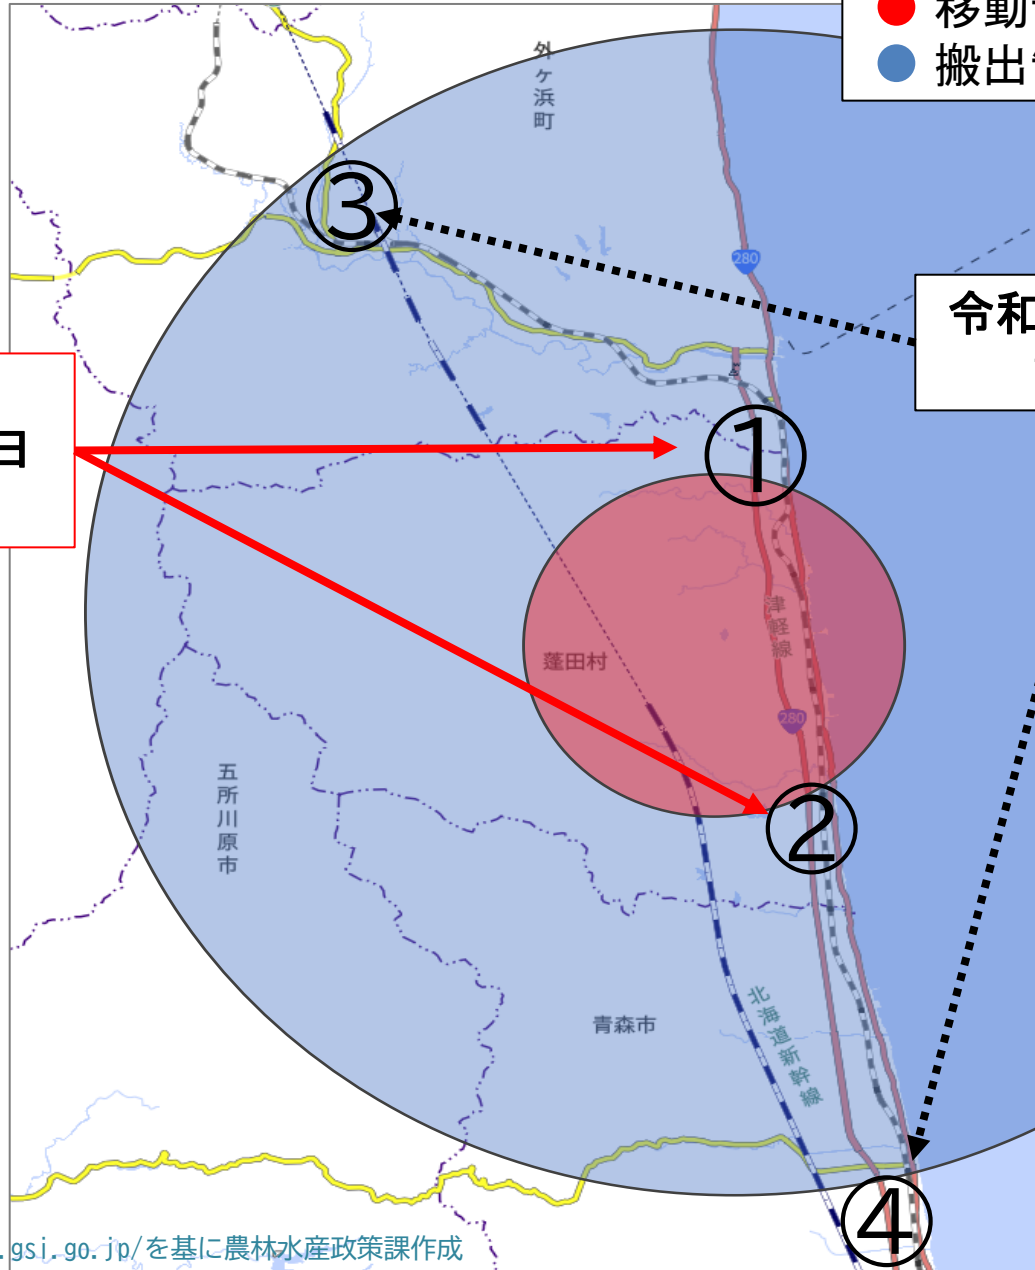 移動
搬出
外ヶ浜町
③
280
令和
日
①
津軽線
蓬田村
280
②
五所川原市
青森市
北海道新幹線
④
.gsi.go.jp/を基に農林水産政策課作成